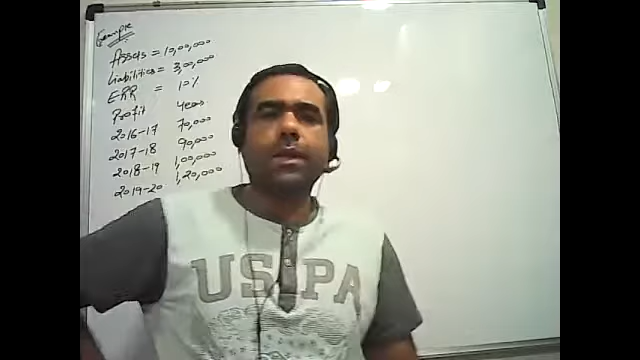 Example
Assets = 10,00,000
Liabilities = 3,00,000
ERR = 10%
Profit Years
2016-17 70,000
2017-18 90,000
2018-19 1,00,000
2019-20 1,20,000
USPA